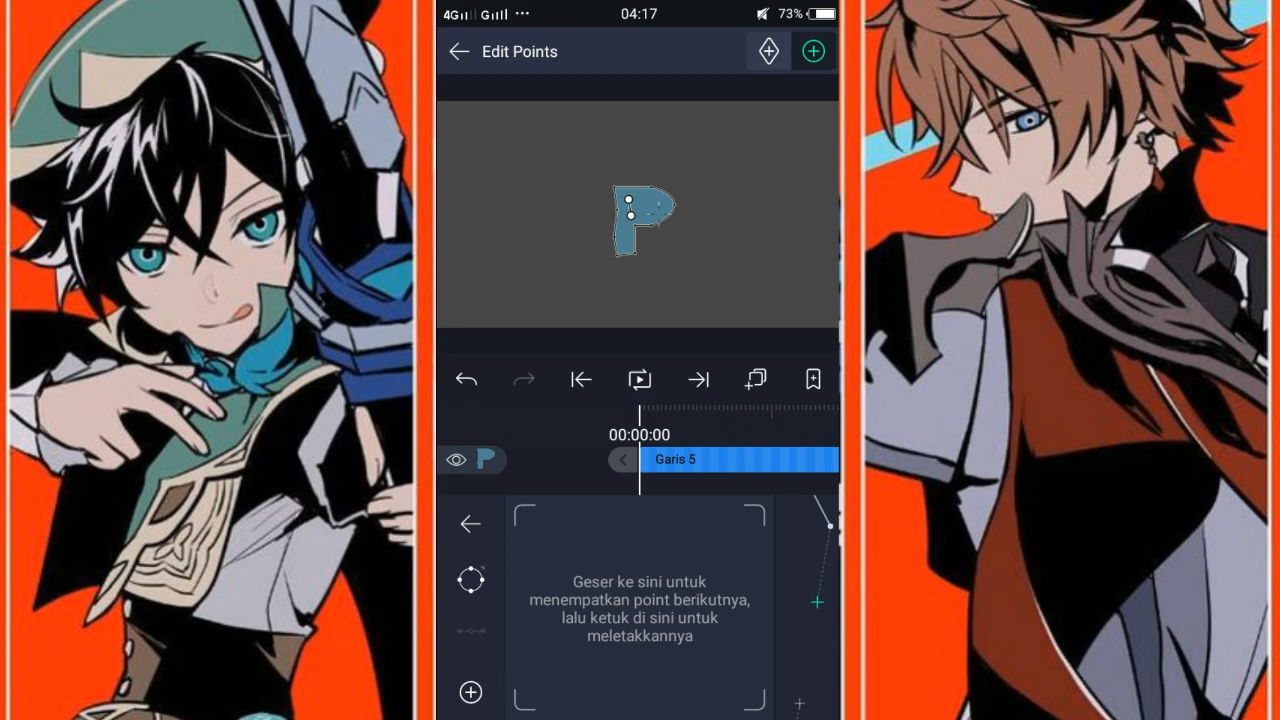 4G G 04:17 73%
Edit Points
P
00:00:00
P Garis 5
Geser ke sini untuk
menempatkan point berikutnya,
lalu ketuk di sini untuk
meletakkannya